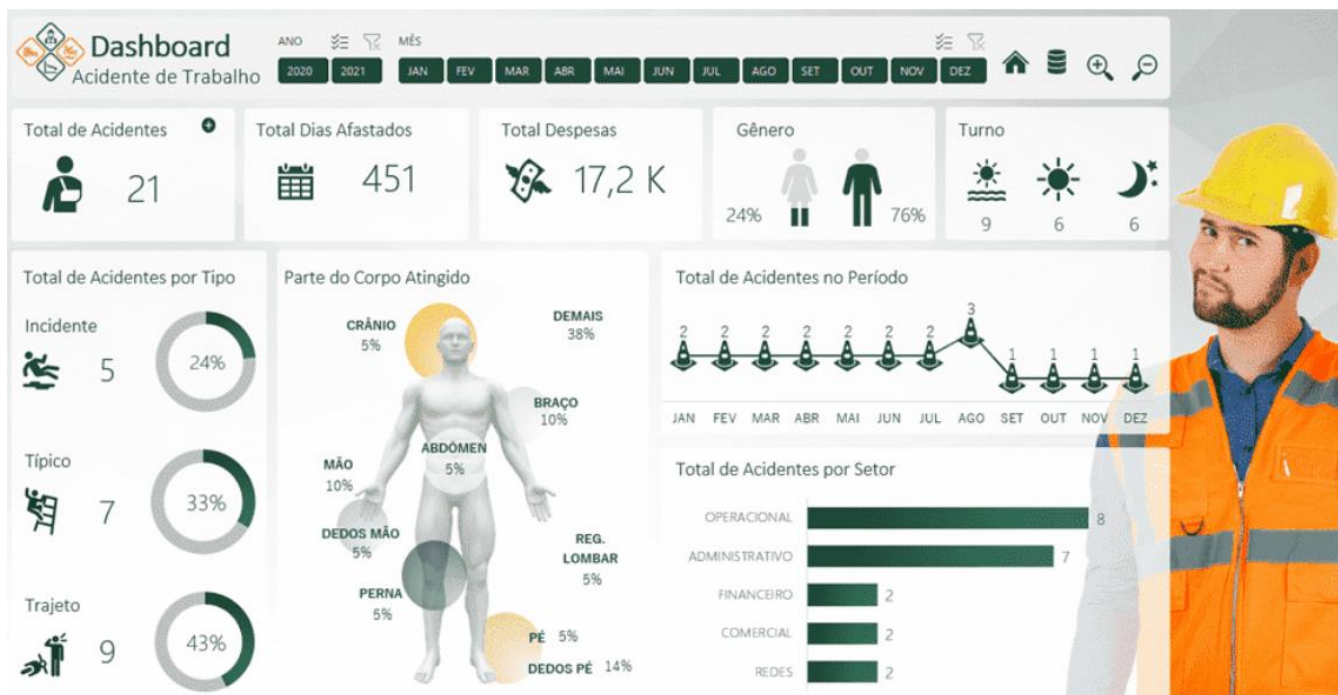 Dashboard
Acidente de Trabalho
ANO
MÊS
2020 2021
JAN FEV MAR ABR MAI JUN JUL AGO SET OUT NOV DEZ
Total de Acidentes
21
Total Dias Afastados
451
Total Despesas
17,2 K
Gênero
24% 76%
Turno
9 6 6
Total de Acidentes por Tipo
Incidente
5 24%
Típico
7 33%
Trajeto
9 43%
Parte do Corpo Atingido
CRÂNIO
5%
DEMAIS
38%
BRAÇO
10%
ABDÔMEN
5%
MÃO
10%
DEDOS MÃO
5%
REG.
LOMBAR
5%
PERNA
5%
PÉ 5%
DEDOS PÉ 14%
Total de Acidentes no Período
2 2 2 2 2 2 2 3 1 1 1 1
JAN FEV MAR ABR MAI JUN JUL AGO SET OUT NOV DEZ
Total de Acidentes por Setor
OPERACIONAL 8
ADMINISTRATIVO 7
FINANCEIRO 2
COMERCIAL 2
REDES 2